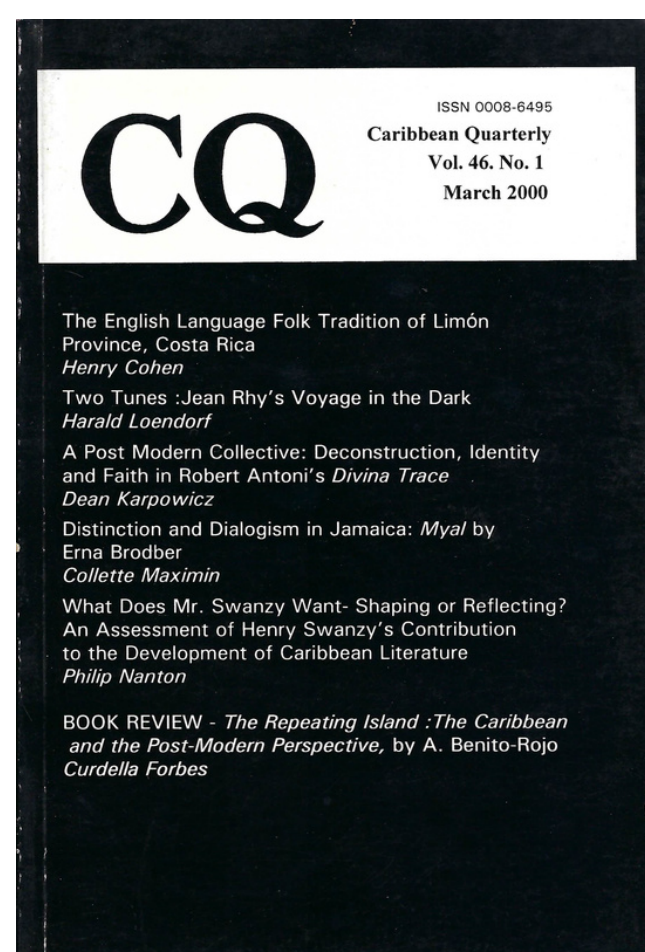 CQ
ISSN 0008-6495
Caribbean Quarterly
Vol. 46. No. 1
March 2000
The English Language Folk Tradition of Limón
Province, Costa Rica
Henry Cohen
Two Tunes :Jean Rhy's Voyage in the Dark
Harald Loendorf
A Post Modern Collective: Deconstruction, Identity
and Faith in Robert Antoni's Divina Trace
Dean Karpowicz
Distinction and Dialogism in Jamaica: Myal by
Erna Brodber
Collette Maximin
What Does Mr. Swanzy Want- Shaping or Reflecting?
An Assessment of Henry Swanzy's Contribution
to the Development of Caribbean Literature
Philip Nanton
BOOK REVIEW - The Repeating Island :The Caribbean
and the Post-Modern Perspective, by A. Benito-Rojo
Curdella Forbes